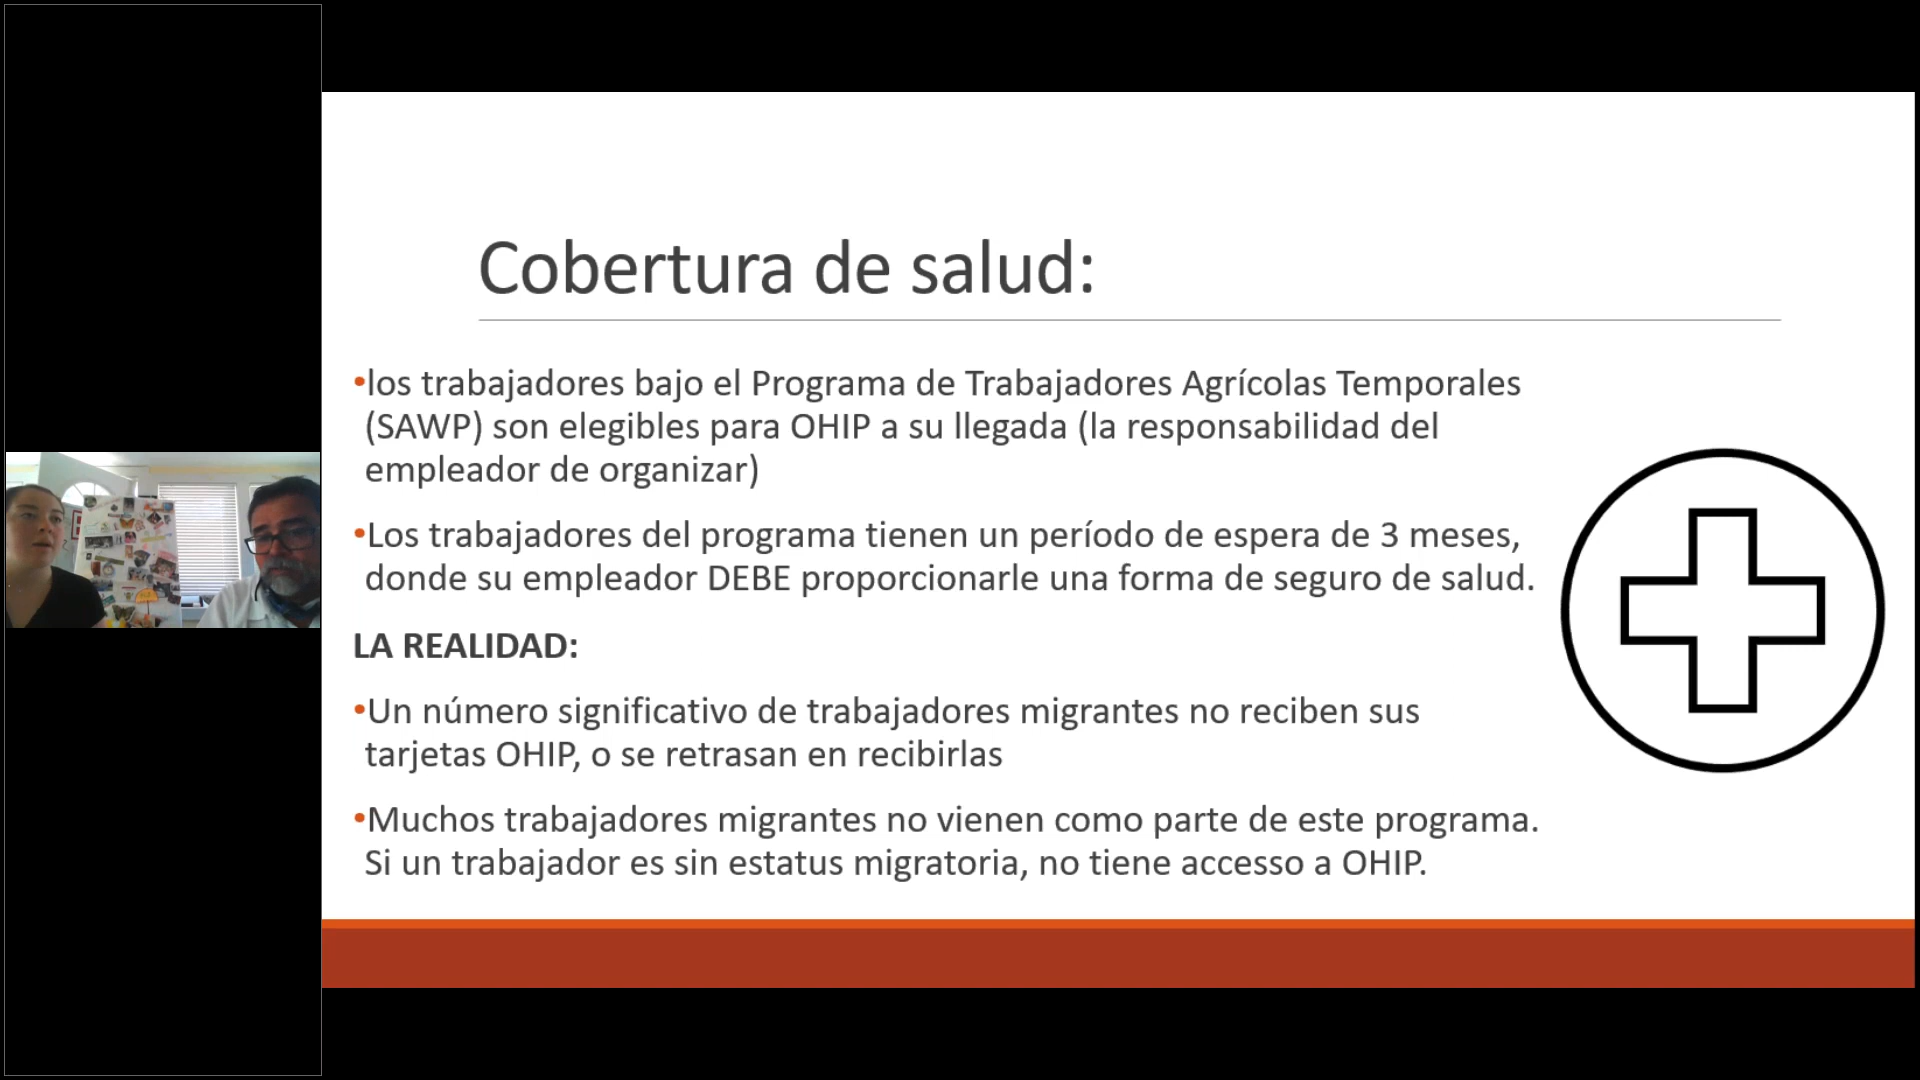 Cobertura de salud:
•los trabajadores bajo el Programa de Trabajadores Agrícolas Temporales
(SAWP) son elegibles para OHIP a su llegada (la responsabilidad del
empleador de organizar)
•Los trabajadores del programa tienen un período de espera de 3 meses,
donde su empleador DEBE proporcionarle una forma de seguro de salud.
LA REALIDAD:
•Un número significativo de trabajadores migrantes no reciben sus
tarjetas OHIP, o se retrasan en recibirlas
•Muchos trabajadores migrantes no vienen como parte de este programa.
Si un trabajador es sin estatus migratoria, no tiene accesso a OHIP.